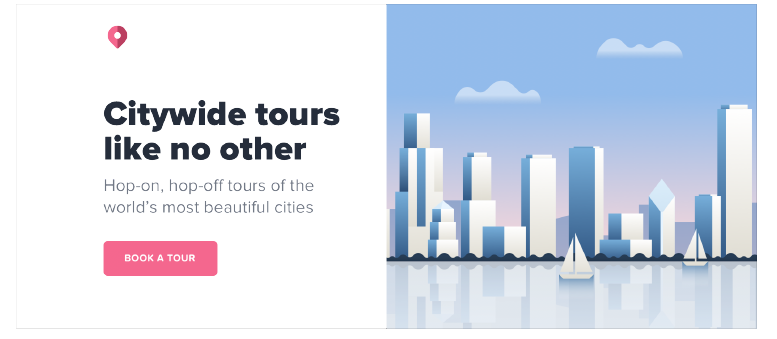 Citywide tours
like no other
Hop-on, hop-off tours of the
world's most beautiful cities
BOOK A TOUR